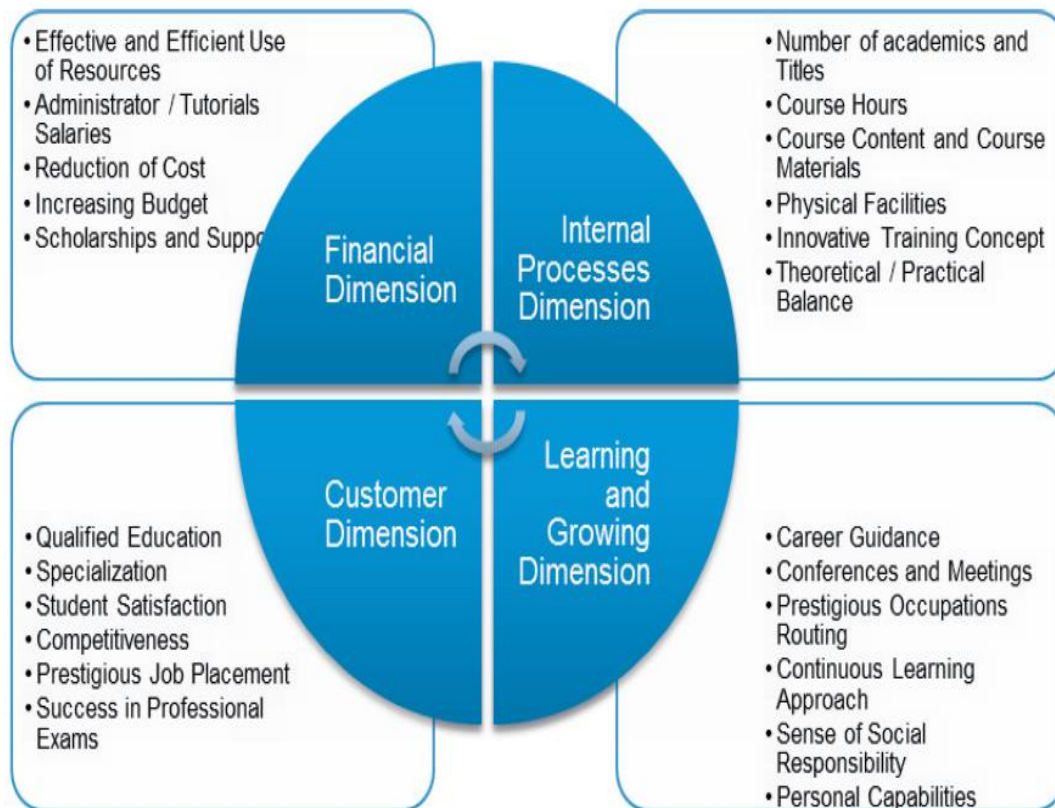 • Effective and Efficient Use
of Resources
• Administrator / Tutorials
Salaries
• Reduction of Cost
• Increasing Budget
• Scholarships and Suppo
Financial
Dimension
• Number of academics and
Titles
• Course Hours
• Course Content and Course
Materials
• Physical Facilities
• Innovative Training Concept
• Theoretical / Practical
Balance
Internal
Processes
Dimension
• Qualified Education
• Specialization
• Student Satisfaction
• Competitiveness
• Prestigious Job Placement
• Success in Professional
Exams
Customer
Dimension
Learning
and
Growing
Dimension
• Career Guidance
• Conferences and Meetings
• Prestigious Occupations
Routing
• Continuous Learning
Approach
• Sense of Social
Responsibility
• Personal Capabilities